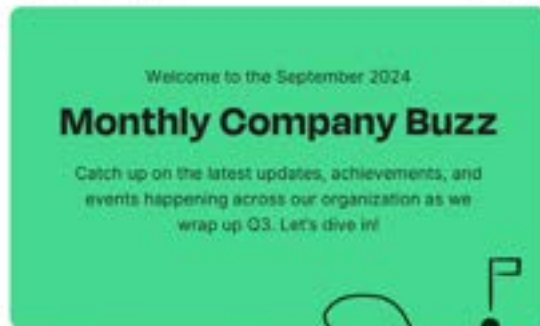 Welcome to the September 2024
Monthly Company Buzz
Catch up on the latest updates, achievements, and
events happening across our organization as we
wrap up Q3. Let's dive in!